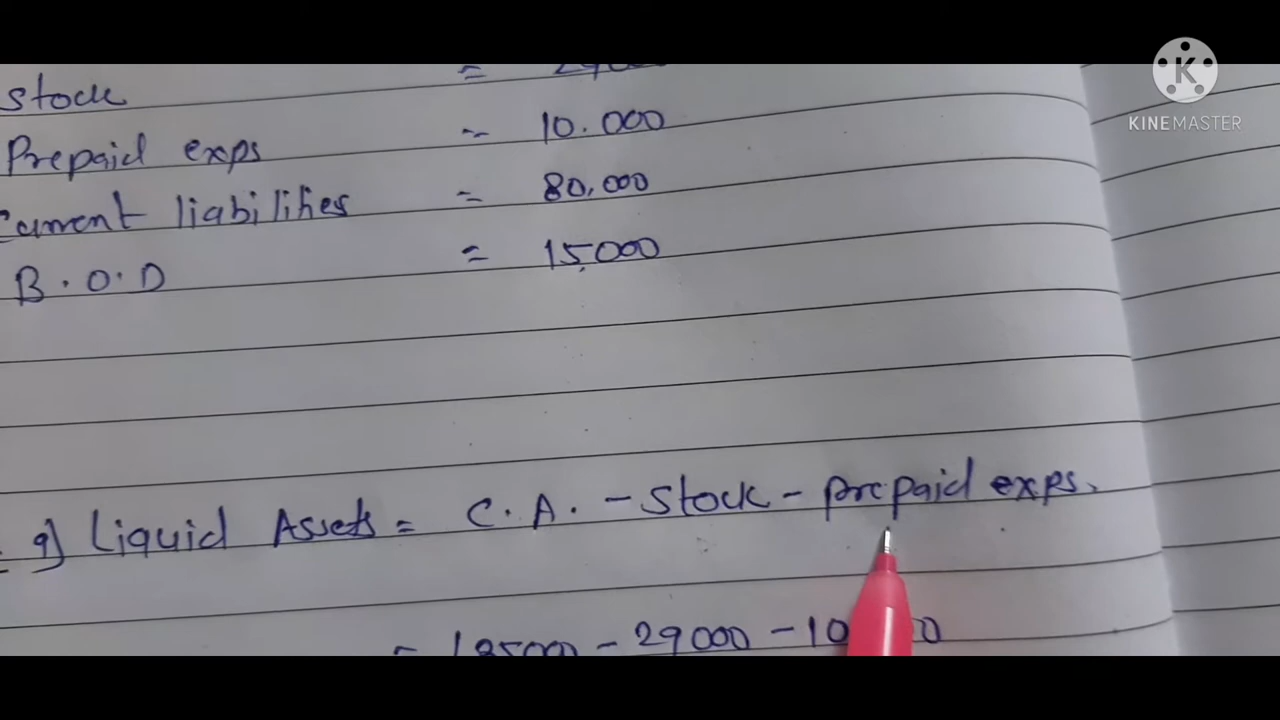 stock = 29000
Prepaid exps = 10.000
Current liabilities = 80,000
B.O.D = 15,000
a) Liquid Assets = C.A. - Stock - prepaid exps.
= - 29000 - 10
KINEMASTER